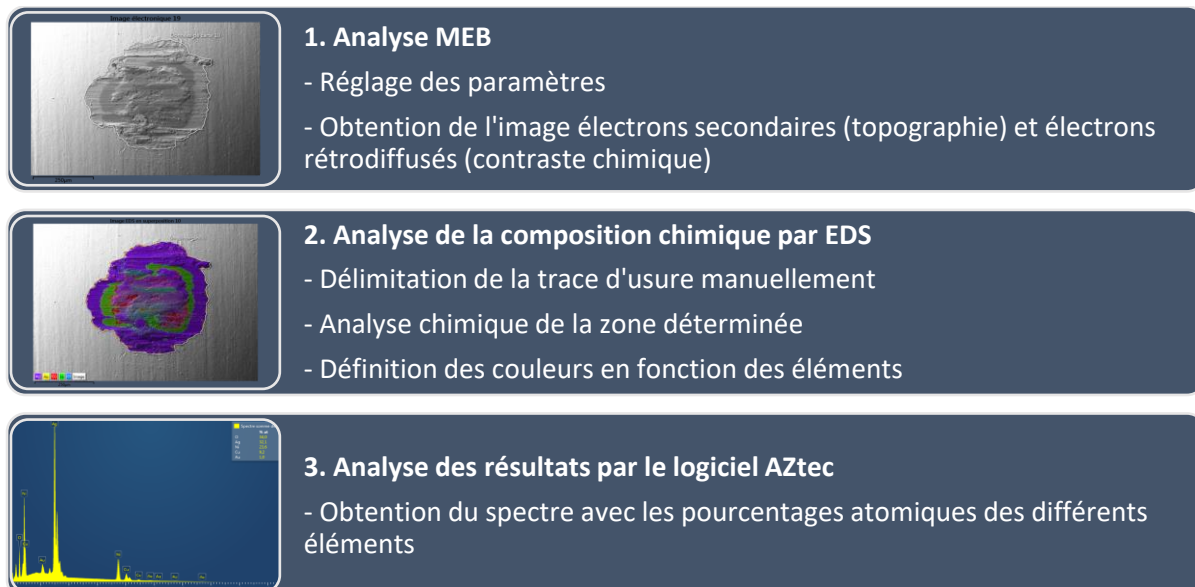 Image électronique 19
250µm
1. Analyse MEB
- Réglage des paramètres
- Obtention de l'image électrons secondaires (topographie) et électrons
rétrodiffusés (contraste chimique)
2. Analyse de la composition chimique par EDS
- Délimitation de la trace d'usure manuellement
- Analyse chimique de la zone déterminée
- Définition des couleurs en fonction des éléments
3. Analyse des résultats par le logiciel AZtec
- Obtention du spectre avec les pourcentages atomiques des différents
éléments